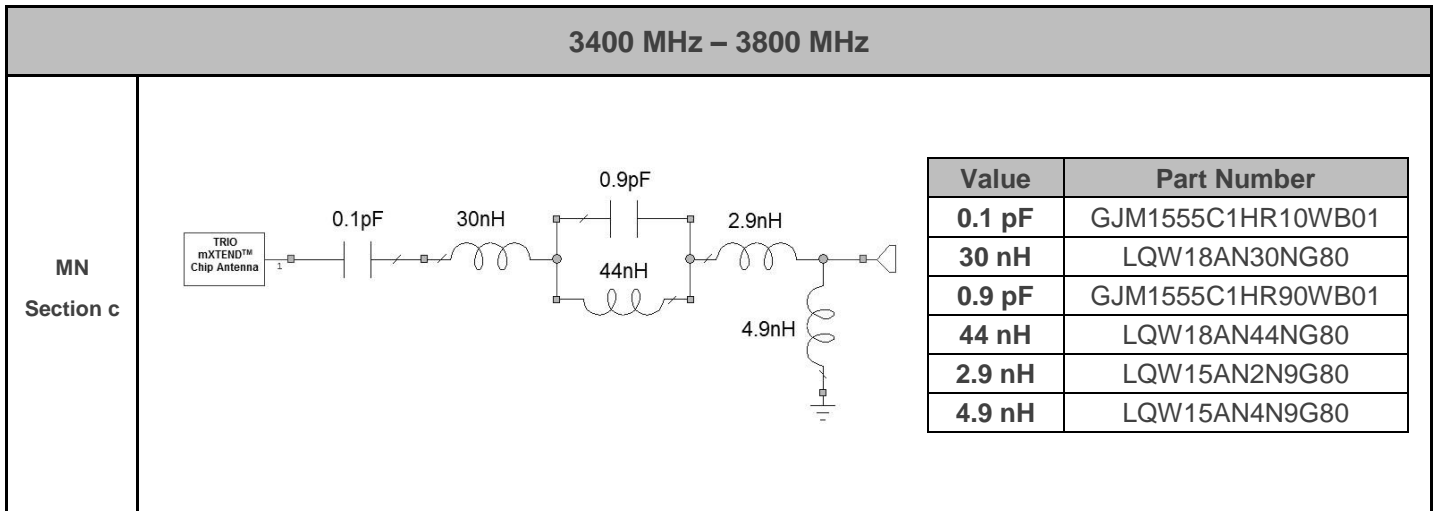 3400 MHz – 3800 MHz
MN
Section c
TRIO
mXTEND™
Chip Antenna
1
0.1pF
30nH
0.9pF
44nH
2.9nH
4.9nH
Value Part Number
0.1 pF GJM1555C1HR10WB01
30 nH LQW18AN30NG80
0.9 pF GJM1555C1HR90WB01
44 nH LQW18AN44NG80
2.9 nH LQW15AN2N9G80
4.9 nH LQW15AN4N9G80